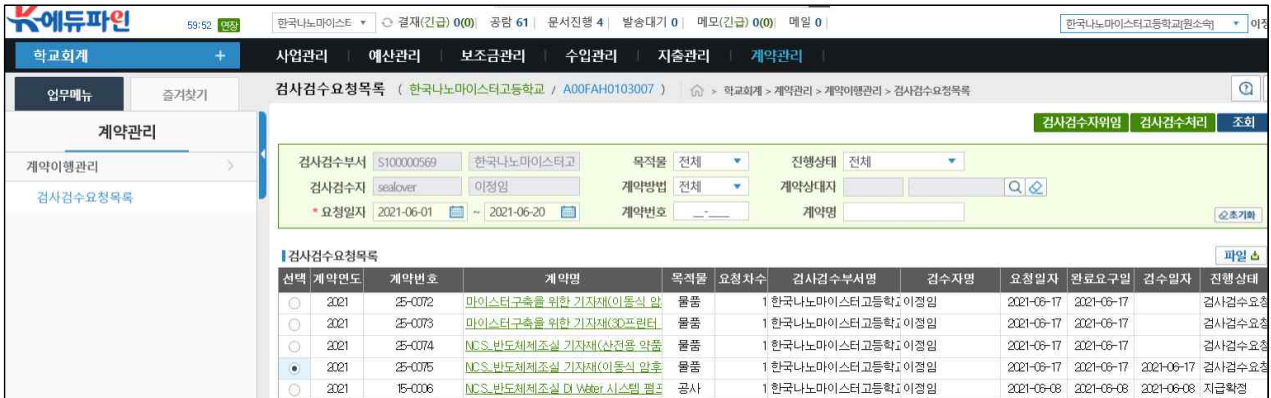 K-에듀파인 59:52 연장 한국나노마이스터 결재(긴급) 0(0) 공람 61 문서진행 4 발송대기 0 메모(긴급) 0(0) 메일 0 한국나노마이스터고등학교[원소속]
학교회계 + 사업관리 예산관리 보조금관리 수입관리 지출관리 계약관리
업무메뉴 즐겨찾기 검사검수요청목록 ( 한국나노마이스터고등학교 / A00FAH0103007 ) > 학교회계 > 계약관리 > 계약이행관리 > 검사검수요청목록
계약관리 검사검수자위임 검사검수처리 조회
계약이행관리 검사검수부서 S100000569 한국나노마이스터고 목적물 전체 진행상태 전체
검사검수요청목록 검사검수자 sealover 이정임 계약방법 전체 계약상대자
* 요청일자 2021-06-01 ~ 2021-06-20 계약번호 __-____ 계약명 초기화
검사검수요청목록 파일
선택 계약연도 계약번호 계약명 목적물 요청차수 검사검수부서명 검수자명 요청일자 완료요구일 검수일자 진행상태
2021 25-0072 마이스터구축을 위한 기자재(이동식 압 물품 1 한국나노마이스터고등학교 이정임 2021-06-17 2021-06-17 검사검수요청
2021 25-0073 마이스터구축을 위한 기자재(3D프린터 물품 1 한국나노마이스터고등학교 이정임 2021-06-17 2021-06-17 검사검수요청
2021 25-0074 NCS_반도체제조실 기자재(산전용 약품 물품 1 한국나노마이스터고등학교 이정임 2021-06-17 2021-06-17 검사검수요청
2021 25-0075 NCS_반도체제조실 기자재(이동식 압후 물품 1 한국나노마이스터고등학교 이정임 2021-06-17 2021-06-17 2021-06-17 검사검수요청
2021 15-0006 NCS_반도체제조실 DI Water 시스템 펌프 공사 1 한국나노마이스터고등학교 이정임 2021-06-08 2021-06-08 2021-06-08 지급확정